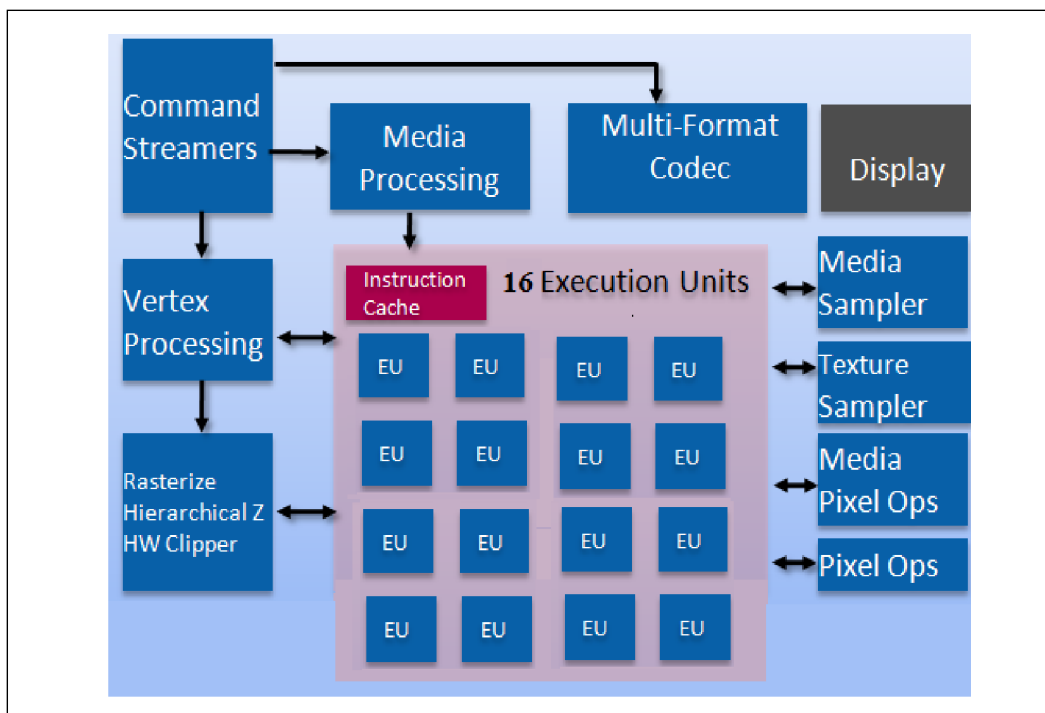 Command
Streamers
Media
Processing
Multi-Format
Codec
Display
Vertex
Processing
Instruction
Cache
16 Execution Units
Media
Sampler
Texture
Sampler
Rasterize
Hierarchical Z
HW Clipper
Media
Pixel Ops
Pixel Ops
EU EU EU EU
EU EU EU EU
EU EU EU EU
EU EU EU EU